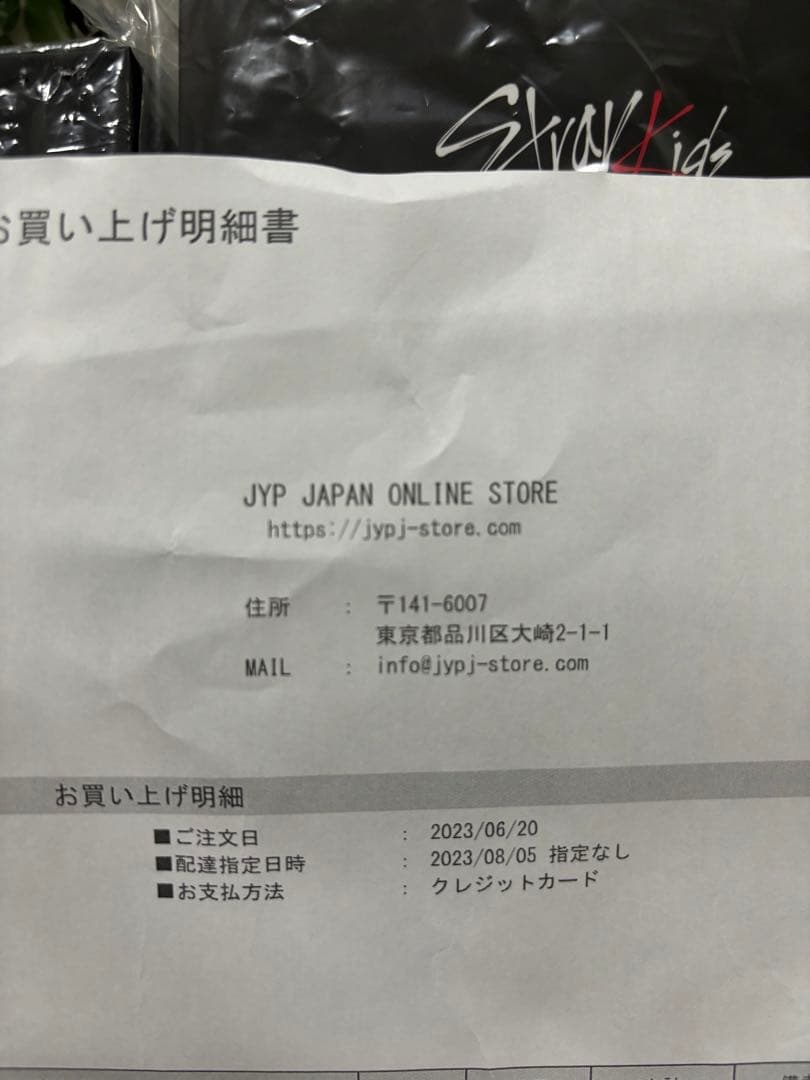 Stray Kids
お買い上げ明細書
JYP JAPAN ONLINE STORE
https://jypj-store.com
住所 : 〒141-6007
東京都品川区大崎2-1-1
MAIL : info@jypj-store.com
お買い上げ明細
■ご注文日 : 2023/06/20
■配達指定日時 : 2023/08/05 指定なし
■お支払方法 : クレジットカード